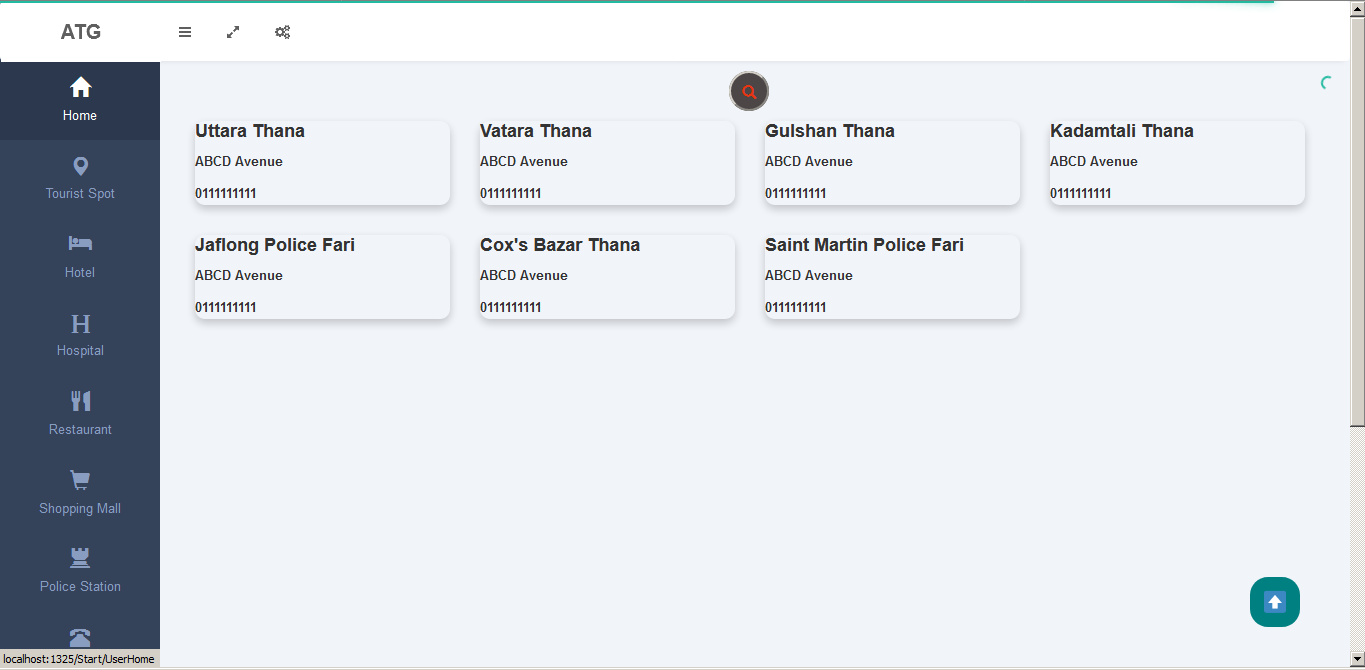 ATG
Home
Tourist Spot
Hotel
H
Hospital
Restaurant
Shopping Mall
Police Station
Uttara Thana
ABCD Avenue
0111111111
Vatara Thana
ABCD Avenue
0111111111
Gulshan Thana
ABCD Avenue
0111111111
Kadamtali Thana
ABCD Avenue
0111111111
Jaflong Police Fari
ABCD Avenue
0111111111
Cox's Bazar Thana
ABCD Avenue
0111111111
Saint Martin Police Fari
ABCD Avenue
0111111111
localhost:1325/Start/UserHome